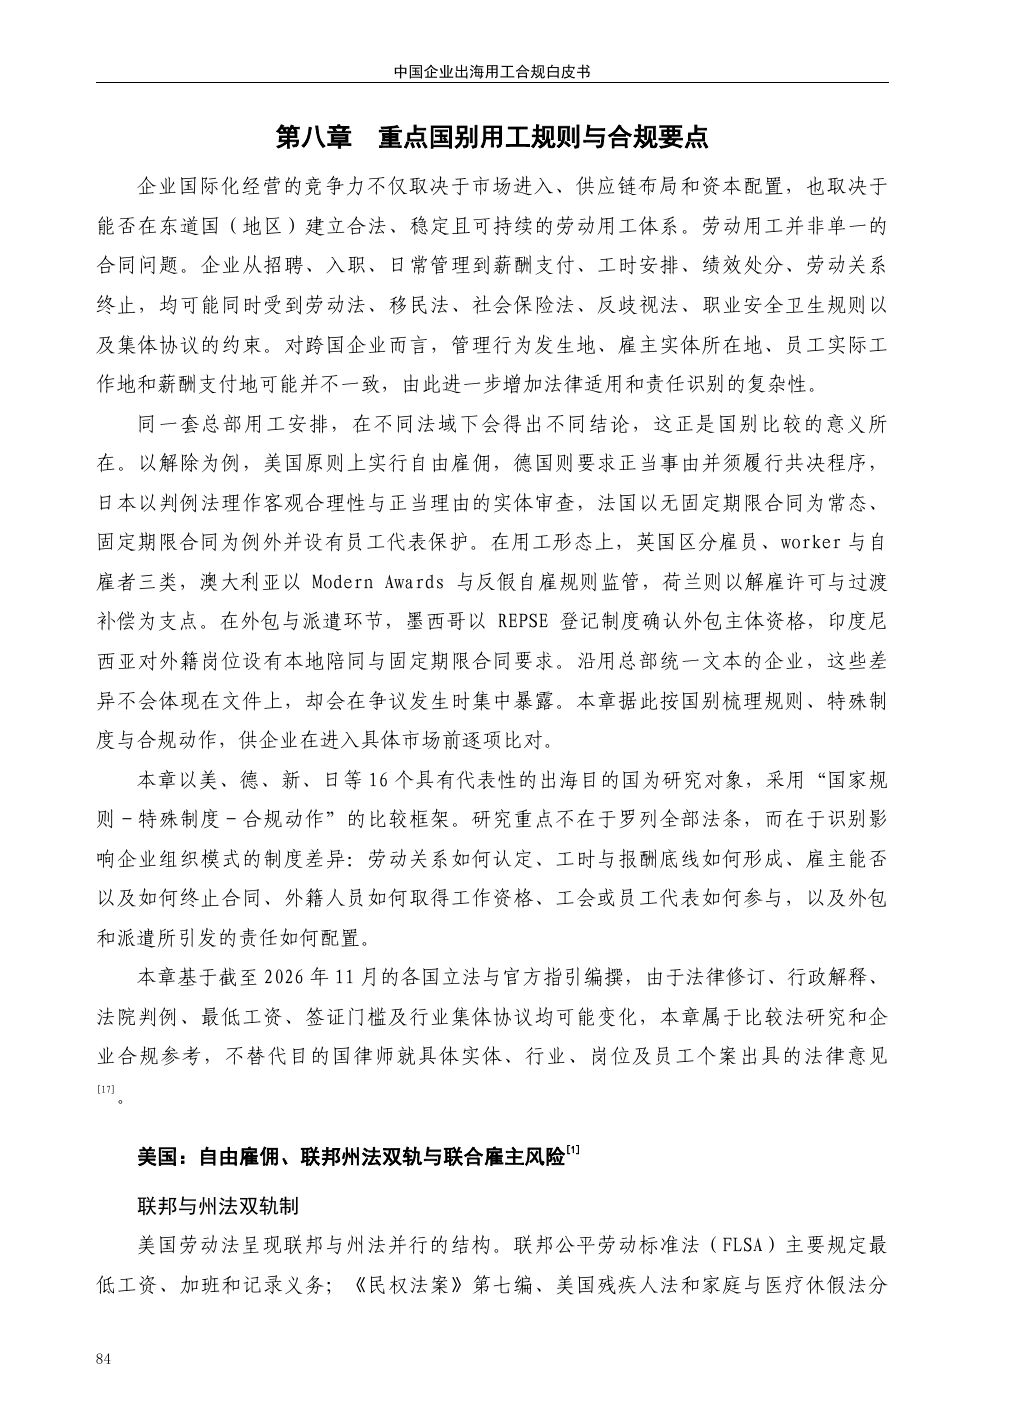 中国企业出海用工合规白皮书
第八章　重点国别用工规则与合规要点
企业国际化经营的竞争力不仅取决于市场进入、供应链布局和资本配置，也取决于
能否在东道国（地区）建立合法、稳定且可持续的劳动用工体系。劳动用工并非单一的
合同问题。企业从招聘、入职、日常管理到薪酬支付、工时安排、绩效处分、劳动关系
终止，均可能同时受到劳动法、移民法、社会保险法、反歧视法、职业安全卫生规则以
及集体协议的约束。对跨国企业而言，管理行为发生地、雇主实体所在地、员工实际工
作地和薪酬支付地可能并不一致，由此进一步增加法律适用和责任识别的复杂性。
同一套总部用工安排，在不同法域下会得出不同结论，这正是国别比较的意义所
在。以解除为例，美国原则上实行自由雇佣，德国则要求正当事由并须履行共决程序，
日本以判例法理作客观合理性与正当理由的实体审查，法国以无固定期限合同为常态、
固定期限合同为例外并设有员工代表保护。在用工形态上，英国区分雇员、worker 与自
雇者三类，澳大利亚以 Modern Awards 与反假自雇规则监管，荷兰则以解雇许可与过渡
补偿为支点。在外包与派遣环节，墨西哥以 REPSE 登记制度确认外包主体资格，印度尼
西亚对外籍岗位设有本地陪同与固定期限合同要求。沿用总部统一文本的企业，这些差
异不会体现在文件上，却会在争议发生时集中暴露。本章据此按国别梳理规则、特殊制
度与合规动作，供企业在进入具体市场前逐项比对。
本章以美、德、新、日等 16 个具有代表性的出海目的国为研究对象，采用“国家规
则－特殊制度－合规动作”的比较框架。研究重点不在于罗列全部法条，而在于识别影
响企业组织模式的制度差异：劳动关系如何认定、工时与报酬底线如何形成、雇主能否
以及如何终止合同、外籍人员如何取得工作资格、工会或员工代表如何参与，以及外包
和派遣所引发的责任如何配置。
本章基于截至 2026 年 11 月的各国立法与官方指引编撰，由于法律修订、行政解释、
法院判例、最低工资、签证门槛及行业集体协议均可能变化，本章属于比较法研究和企
业合规参考，不替代目的国律师就具体实体、行业、岗位及员工个案出具的法律意见
[17]。
美国：自由雇佣、联邦州法双轨与联合雇主风险[1]
联邦与州法双轨制
美国劳动法呈现联邦与州法并行的结构。联邦公平劳动标准法（FLSA）主要规定最
低工资、加班和记录义务；《民权法案》第七编、美国残疾人法和家庭与医疗休假法分
84